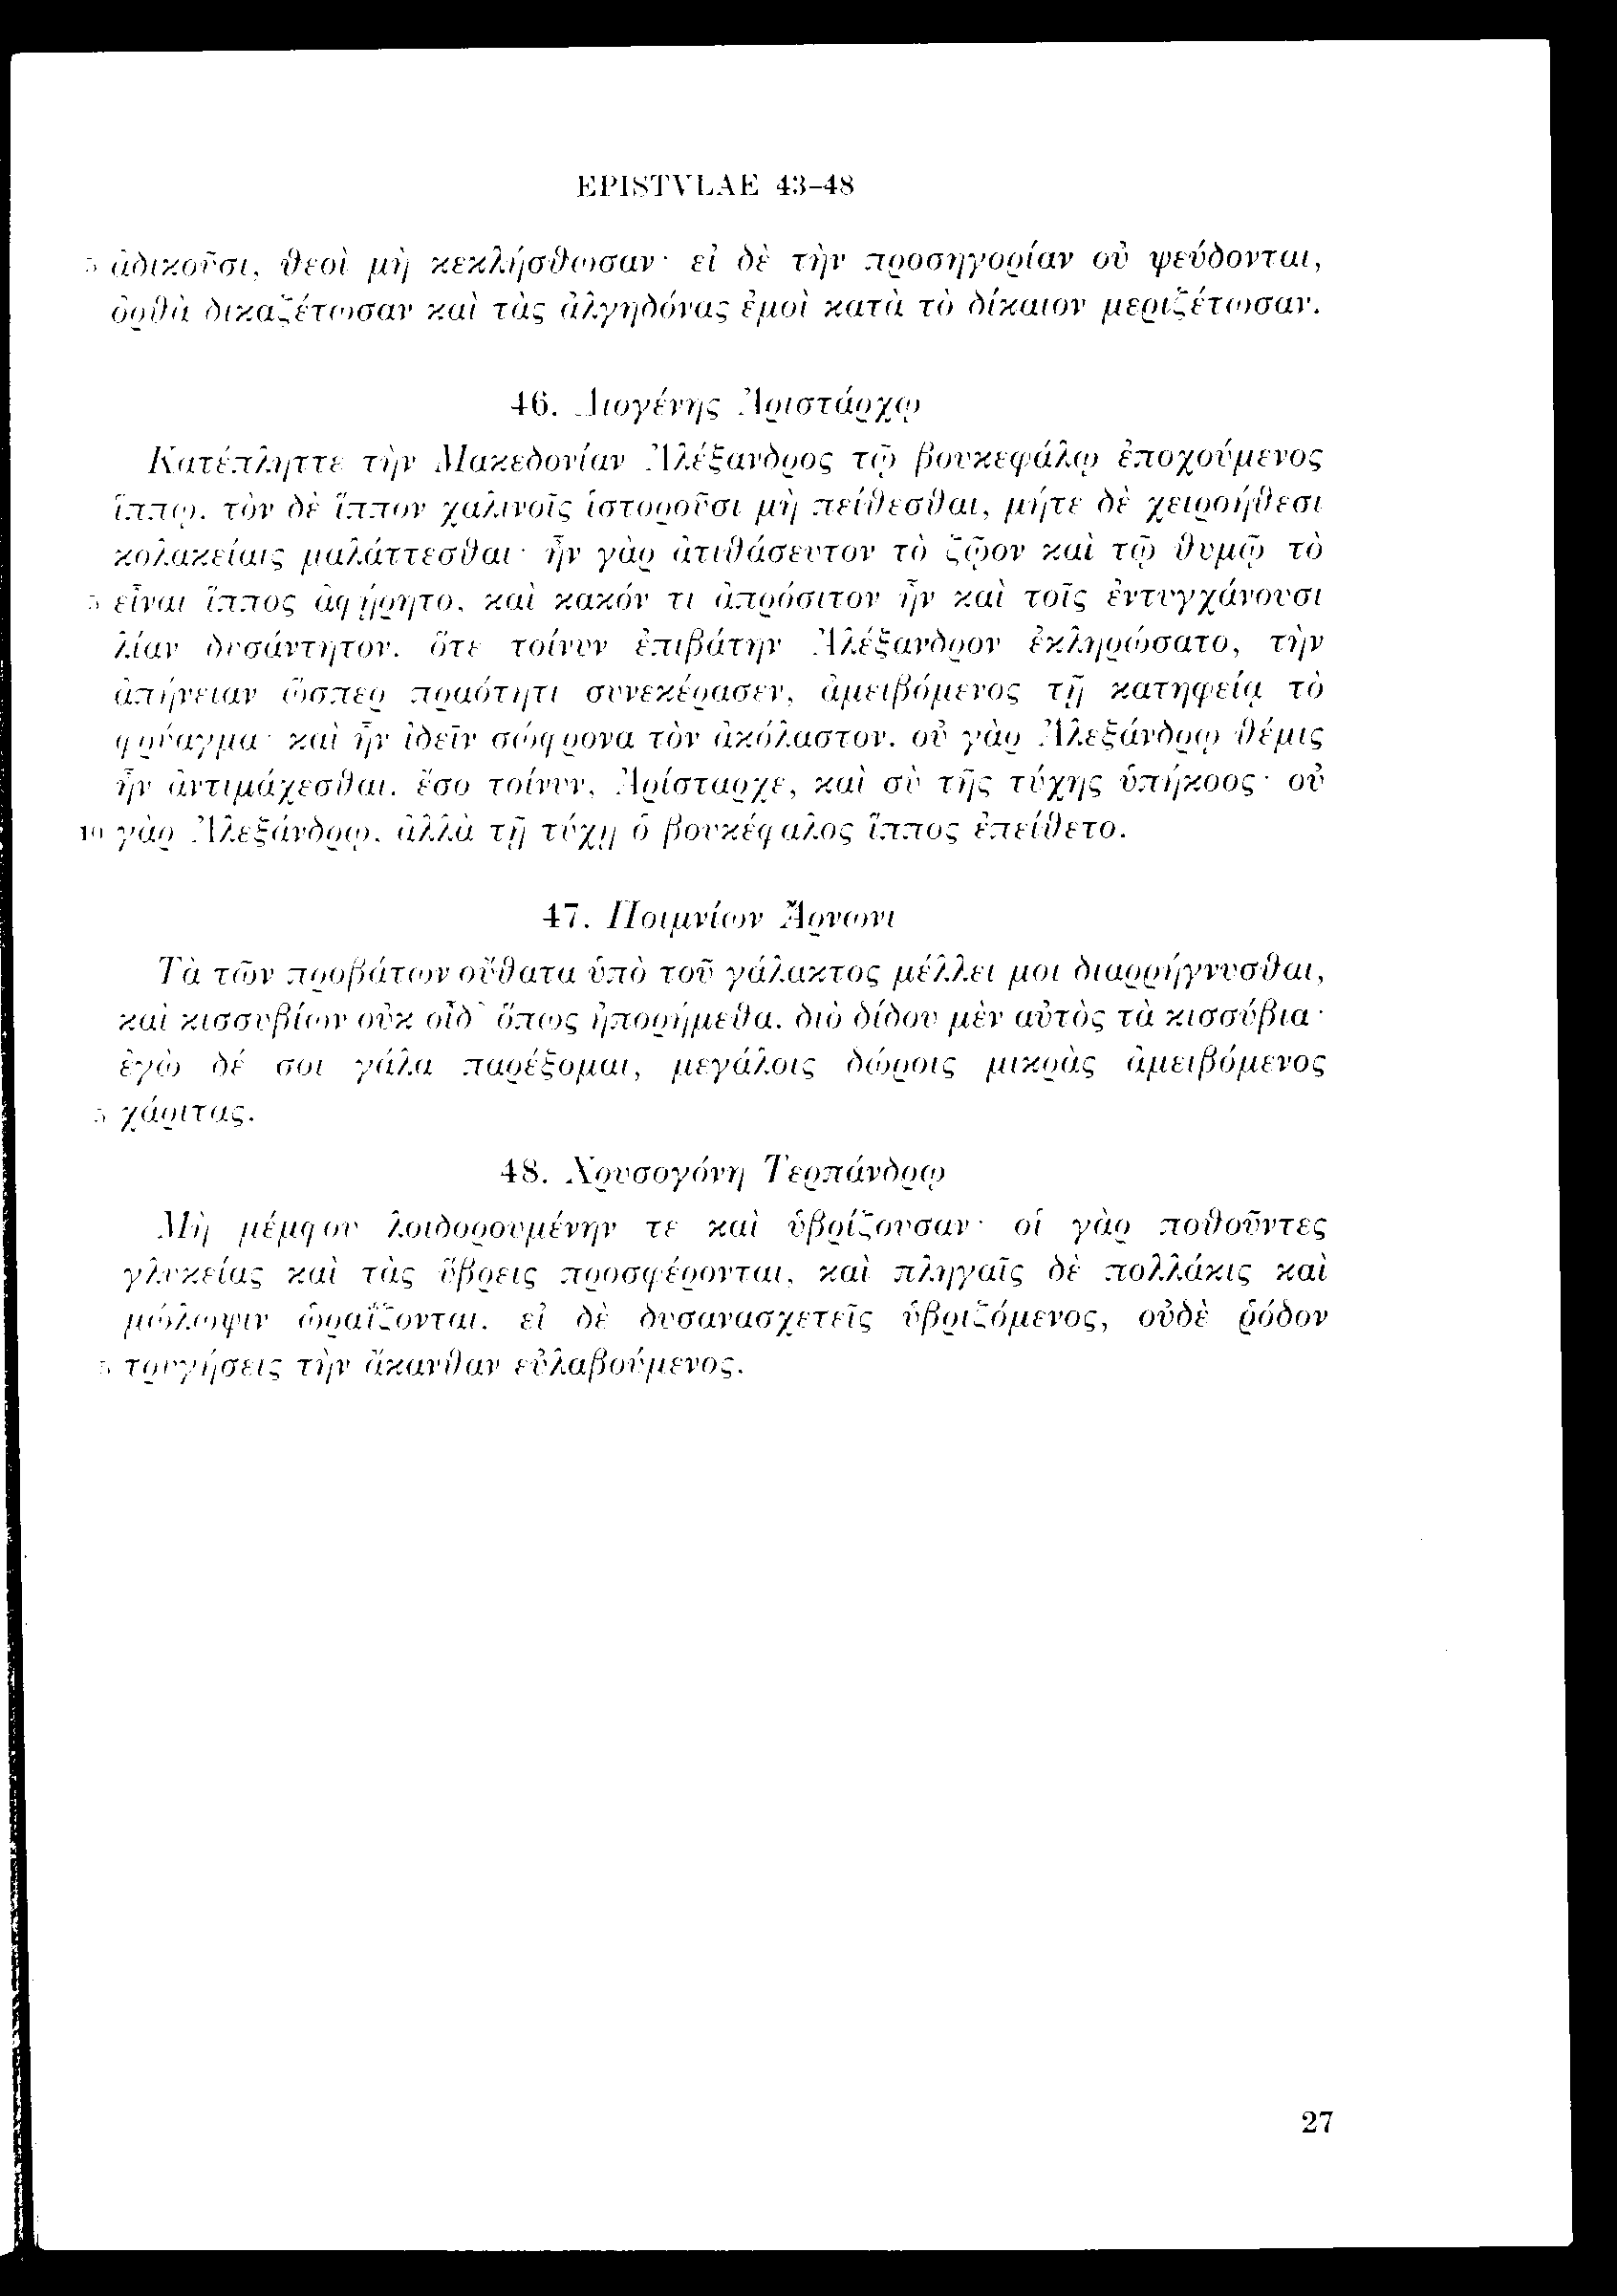 EPISTVLAE 43–48
5 ἀδικοῦσι, θεοὶ μὴ κεκλήσθωσαν· εἰ δὲ τὴν προσηγορίαν οὐ ψεύδονται,
ὀρθὰ δικαζέτωσαν καὶ τὰς ἀλγηδόνας ἐμοὶ κατὰ τὸ δίκαιον μεριζέτωσαν.
46. Διογένης Ἀριστάρχῳ
Κατέπληττε τὴν Μακεδονίαν Ἀλέξανδρος τῷ βουκεφάλῳ ἐποχούμενος
ἵππῳ. τὸν δὲ ἵππον χαλινοῖς ἱστοροῦσι μὴ πείθεσθαι, μήτε δὲ χειροήθεσι
κολακείαις μαλάττεσθαι· ἦν γὰρ ἀτιθάσευτον τὸ ζῷον καὶ τῷ θυμῷ τὸ
5 εἶναι ἵππος ἀφῄρητο, καὶ κακόν τι ἀπρόσιτον ἦν καὶ τοῖς ἐντυγχάνουσι
λίαν δυσάντητον. ὅτε τοίνυν ἐπιβάτην Ἀλέξανδρον ἐκληρώσατο, τὴν
ἀπήνειαν ὥσπερ πραότητι συνεκέρασεν, ἀμειβόμενος τῇ κατηφείᾳ τὸ
φρύαγμα· καὶ ἦν ἰδεῖν σώφρονα τὸν ἀκόλαστον. οὐ γὰρ Ἀλεξάνδρῳ θέμις
ἦν ἀντιμάχεσθαι. ἔσο τοίνυν, Ἀρίσταρχε, καὶ σὺ τῆς τύχης ὑπήκοος· οὐ
10 γὰρ Ἀλεξάνδρῳ, ἀλλὰ τῇ τύχῃ ὁ βουκέφαλος ἵππος ἐπείθετο.
47. Ποιμνίων Ἄρνωνι
Τὰ τῶν προβάτων οὔθατα ὑπὸ τοῦ γάλακτος μέλλει μοι διαρρήγνυσθαι,
καὶ κισσυβίων οὐκ οἶδ᾽ ὅπως ἠπορήμεθα. διὸ δίδου μὲν αὐτὸς τὰ κισσύβια·
ἐγὼ δέ σοι γάλα παρέξομαι, μεγάλοις δώροις μικρὰς ἀμειβόμενος
5 χάριτας.
48. Χρυσογόνη Τερπάνδρῳ
Μὴ μέμφου λοιδορουμένην τε καὶ ὑβρίζουσαν· οἱ γὰρ ποθοῦντες
γλυκείας καὶ τὰς ὕβρεις προσφέρονται, καὶ πληγαῖς δὲ πολλάκις καὶ
μώλωψιν ὡραΐζονται. εἰ δὲ δυσανασχετεῖς ὑβριζόμενος, οὐδὲ ῥόδον
5 τρυγήσεις τὴν ἄκανθαν εὐλαβούμενος.
27